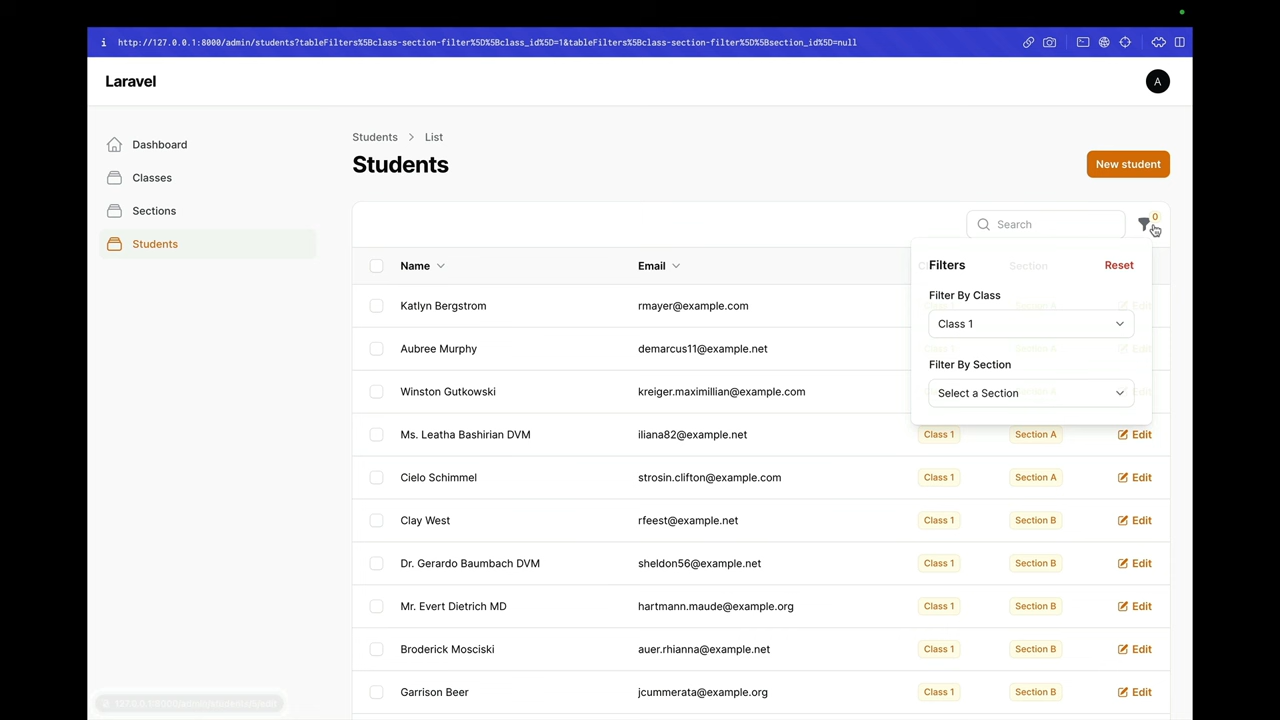 i http://127.0.0.1:8000/admin/students?tableFilters%5Bclass-section-filter%5D%5Bclass_id%5D=1&tableFilters%5Bclass-section-filter%5D%5Bsection_id%5D=null
Laravel
A
Dashboard
Classes
Sections
Students
Students > List
Students
New student
Search
0
Name
Email
Section
Filters
Reset
Filter By Class
Class 1
Filter By Section
Select a Section
Katlyn Bergstrom rmayer@example.com Edit
Aubree Murphy demarcus11@example.net Edit
Winston Gutkowski kreiger.maximillian@example.com
Ms. Leatha Bashirian DVM iliana82@example.net Class 1 Section A Edit
Cielo Schimmel strosin.clifton@example.com Class 1 Section A Edit
Clay West rfeest@example.net Class 1 Section B Edit
Dr. Gerardo Baumbach DVM sheldon56@example.net Class 1 Section B Edit
Mr. Evert Dietrich MD hartmann.maude@example.org Class 1 Section B Edit
Broderick Mosciski auer.rhianna@example.net Class 1 Section B Edit
Garrison Beer jcummerata@example.org Class 1 Section B Edit